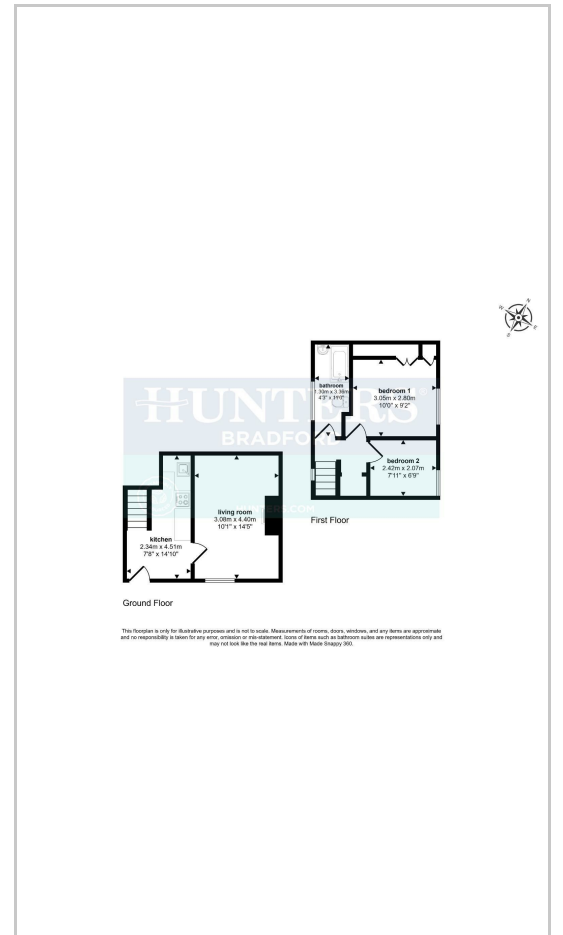 N
W
E
S
bathroom
1.30m x 3.36m
4'3" x 11'0"
bedroom 1
3.05m x 2.80m
10'0" x 9'2"
HUNTERS®
BRADFORD
bedroom 2
2.42m x 2.07m
7'11" x 6'9"
living room
3.08m x 4.40m
10'1" x 14'5"
First Floor
kitchen
2.34m x 4.51m
7'8" x 14'10"
Ground Floor
This floorplan is only for illustrative purposes and is not to scale. Measurements of rooms, doors, windows, and any items are approximate
and no responsibility is taken for any error, omission or mis-statement. Icons of items such as bathroom suites are representations only and
may not look like the real items. Made with Made Snappy 360.